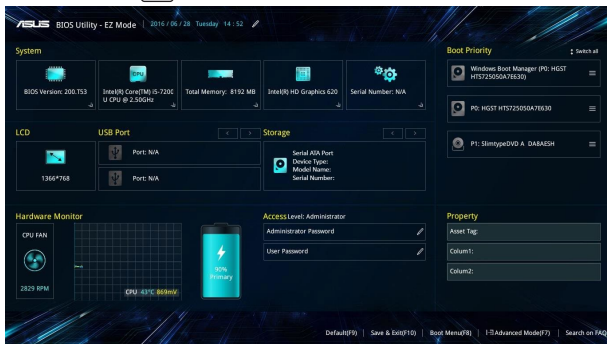 ASUS BIOS Utility - EZ Mode 2016/06/28 Tuesday 14:52
System
BIOS Version: 200.T53
CPU
Intel(R) Core(TM) i5-7200
U CPU @ 2.50GHz
Total Memory: 8192 MB
Intel(R) HD Graphics 620
Serial Number: N/A
Boot Priority
Switch all
Windows Boot Manager (P0: HGST
HTS725050A7E630)
P0: HGST HTS725050A7E630
P1: SlimtypeDVD A DA8AESH
LCD
1366*768
USB Port
Port: N/A
Port: N/A
Storage
Serial ATA Port
Device Type:
Model Name:
Serial Number:
Hardware Monitor
CPU FAN
2829 RPM
CPU 43°C 869mV
90%
Primary
Access Level: Administrator
Administrator Password
User Password
Property
Asset Tag:
Colum1:
Colum2:
Default(F9) | Save & Exit(F10) | Boot Menu(F8) | Advanced Mode(F7) | Search on FAQ